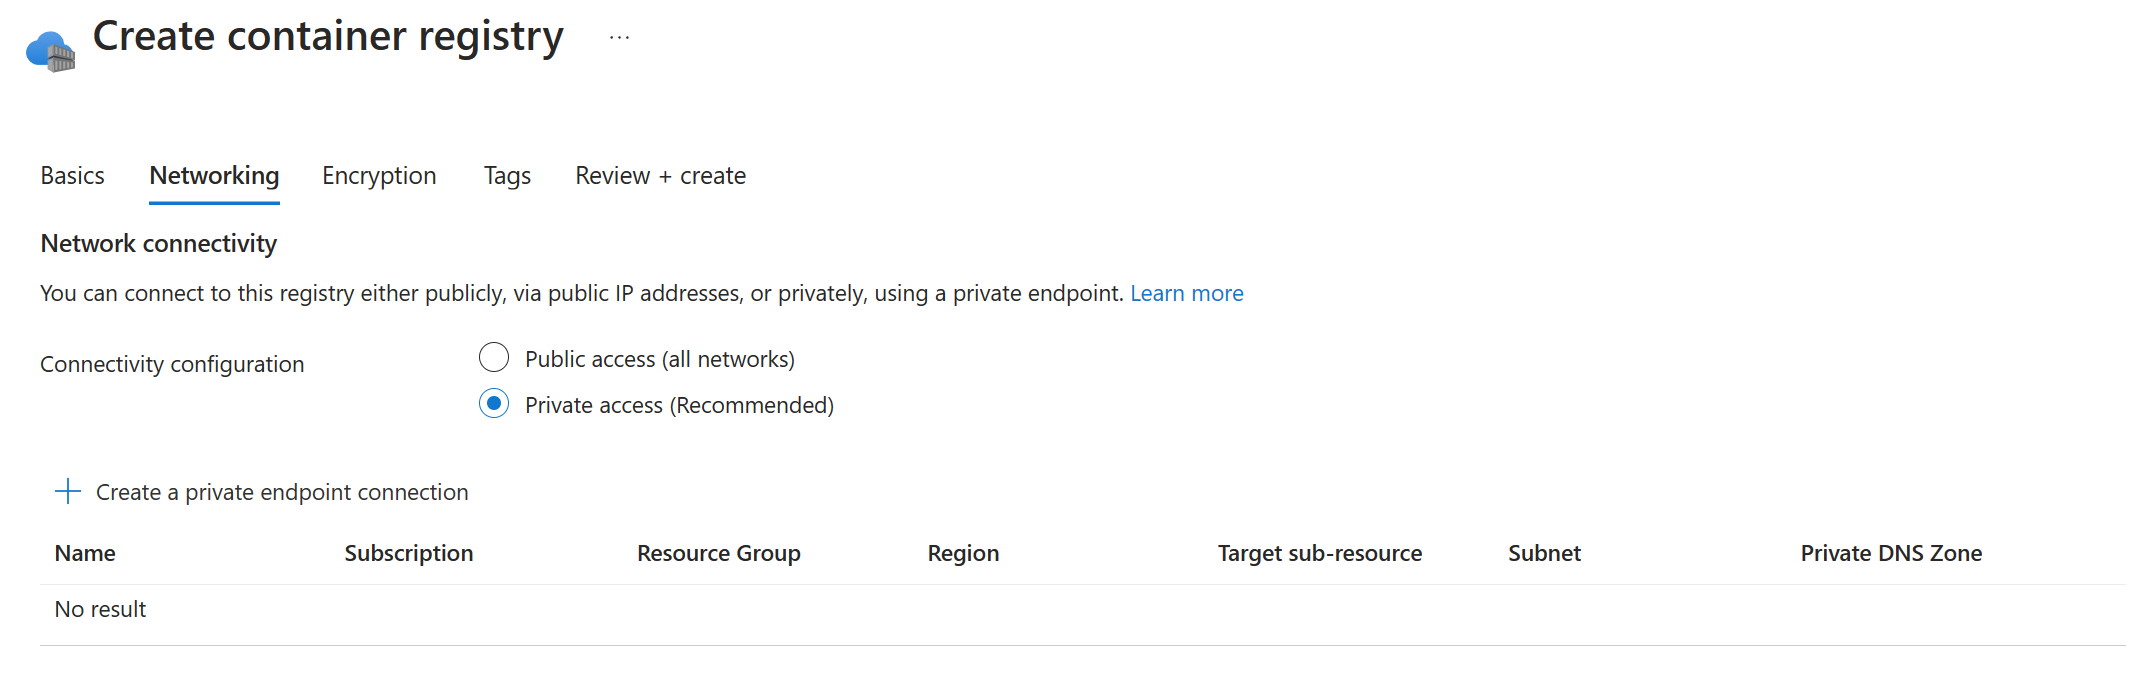 Create container registry ...
Basics Networking Encryption Tags Review + create
Network connectivity
You can connect to this registry either publicly, via public IP addresses, or privately, using a private endpoint. Learn more
Connectivity configuration
Public access (all networks)
Private access (Recommended)
Create a private endpoint connection
Name Subscription Resource Group Region Target sub-resource Subnet Private DNS Zone
No result